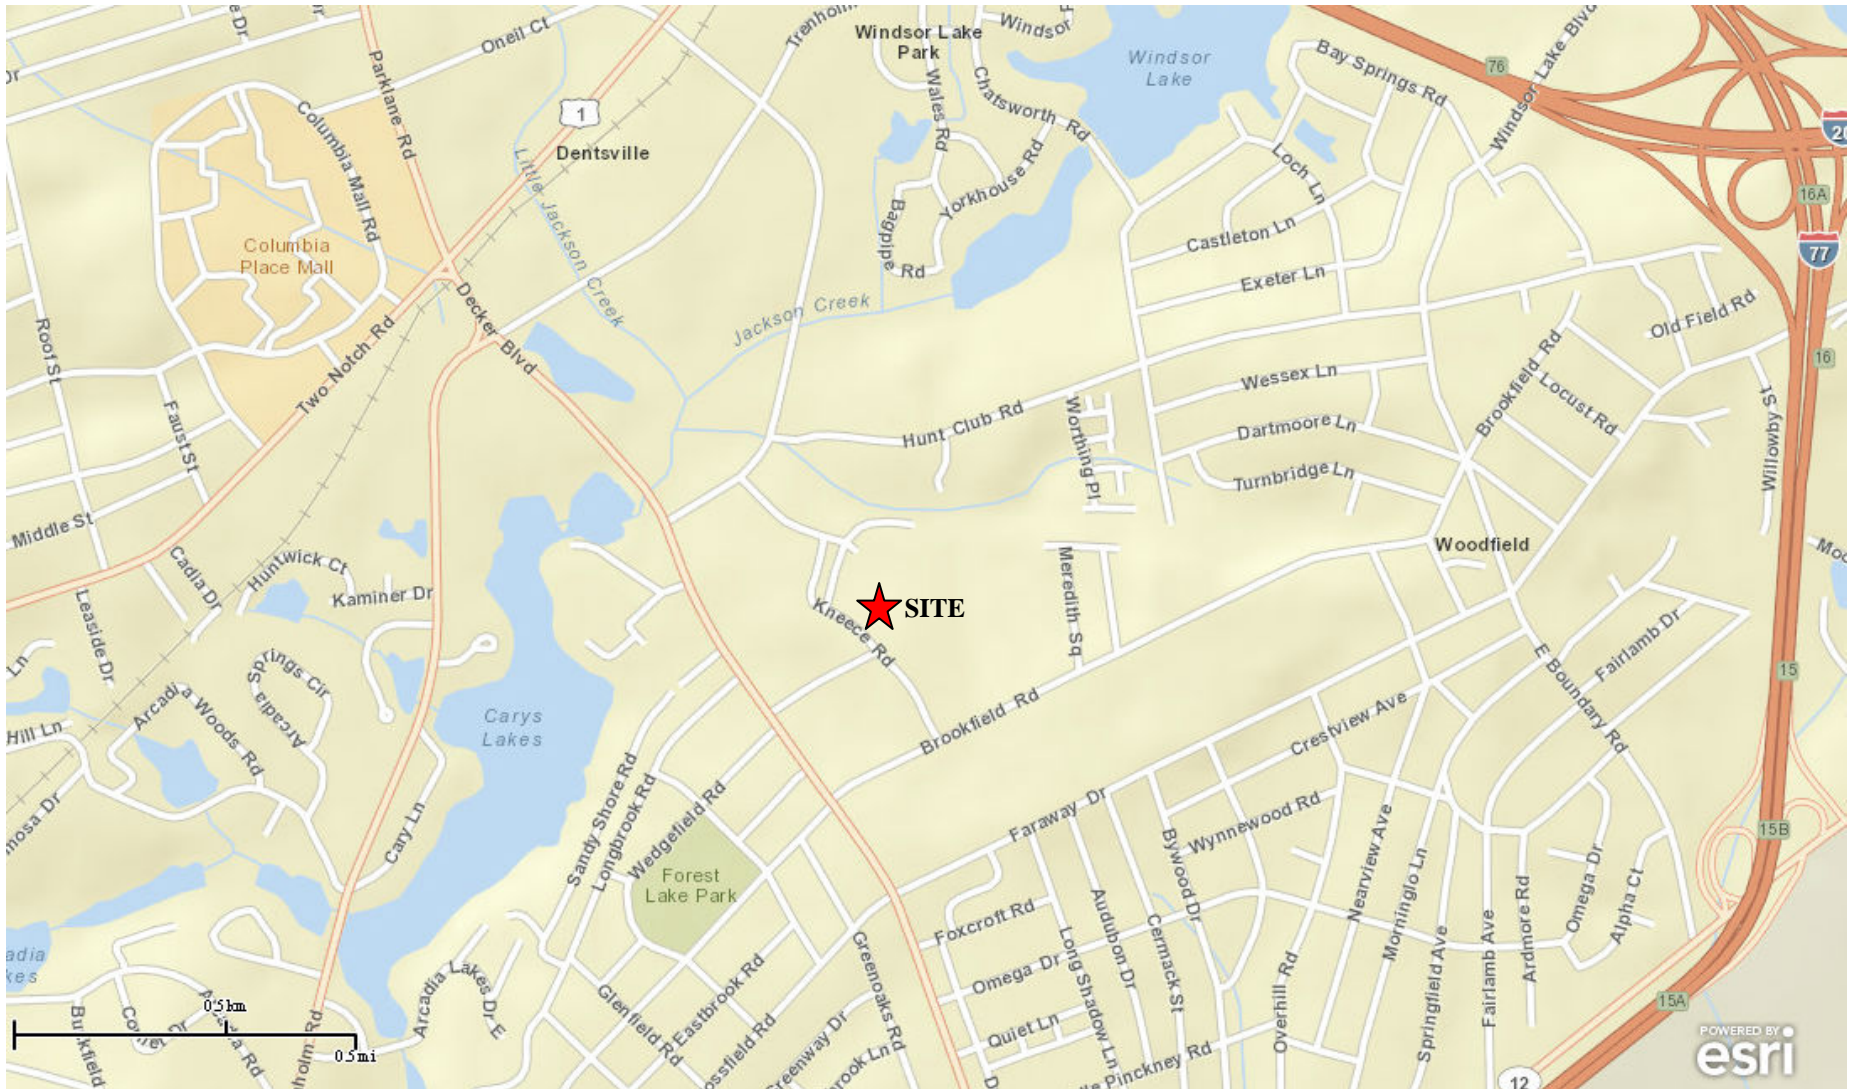 Oneil Ct
Parklane Rd
Windsor Lake
Park
Windsor
Windsor
Lake
Bay Springs Rd
76
Windsor Lake Blvd
Wales Rd
Chatsworth Rd
1
Dentsville
Columbia Mall Rd
Little Jackson Creek
Yorkhouse Rd
Bagpipe
Rd
Loch Ln
16A
77
Castleton Ln
Exeter Ln
Columbia
Place Mall
Decker Blvd
Jackson Creek
Old Field Rd
Roof St
Two Notch Rd
16
Wessex Ln
Brookfield Rd
Locust Rd
Faust St
Hunt Club Rd
Worthing Pl
Dartmoore Ln
Turnbridge Ln
Willowby St
Middle St
Cadia Dr
Huntwick Ct
Kaminer Dr
Woodfield
Meredith Sq
Leaside Dr
Ln
SITE
Kneece Rd
Fairlamb Dr
E Boundary Rd
15
Springs Cir
Arcadia
Arcadia Woods Rd
Hill Ln
Carys
Lakes
Brookfield Rd
Crestview Ave
Cary Ln
Sandy Shore Rd
Longbrook Rd
Wedgefield Rd
Faraway Dr
Bywood Dr
Wynnewood Rd
15B
Forest
Lake Park
Nearview Ave
Morninglo Ln
Omega Dr
Alpha Ct
Foxcroft Rd
Audubon Dr
Cermack St
Long Shadow Ln
Omega Dr
Overhill Rd
Springfield Ave
Fairlamb Ave
Ardmore Rd
Greenoaks Rd
Arcadia Lakes Dr E
Glenfield Rd
Eastbrook Rd
Greenway Dr
Quiet Ln
Pinckney Rd
15A
12
0.5km
0.5mi
POWERED BY
esri